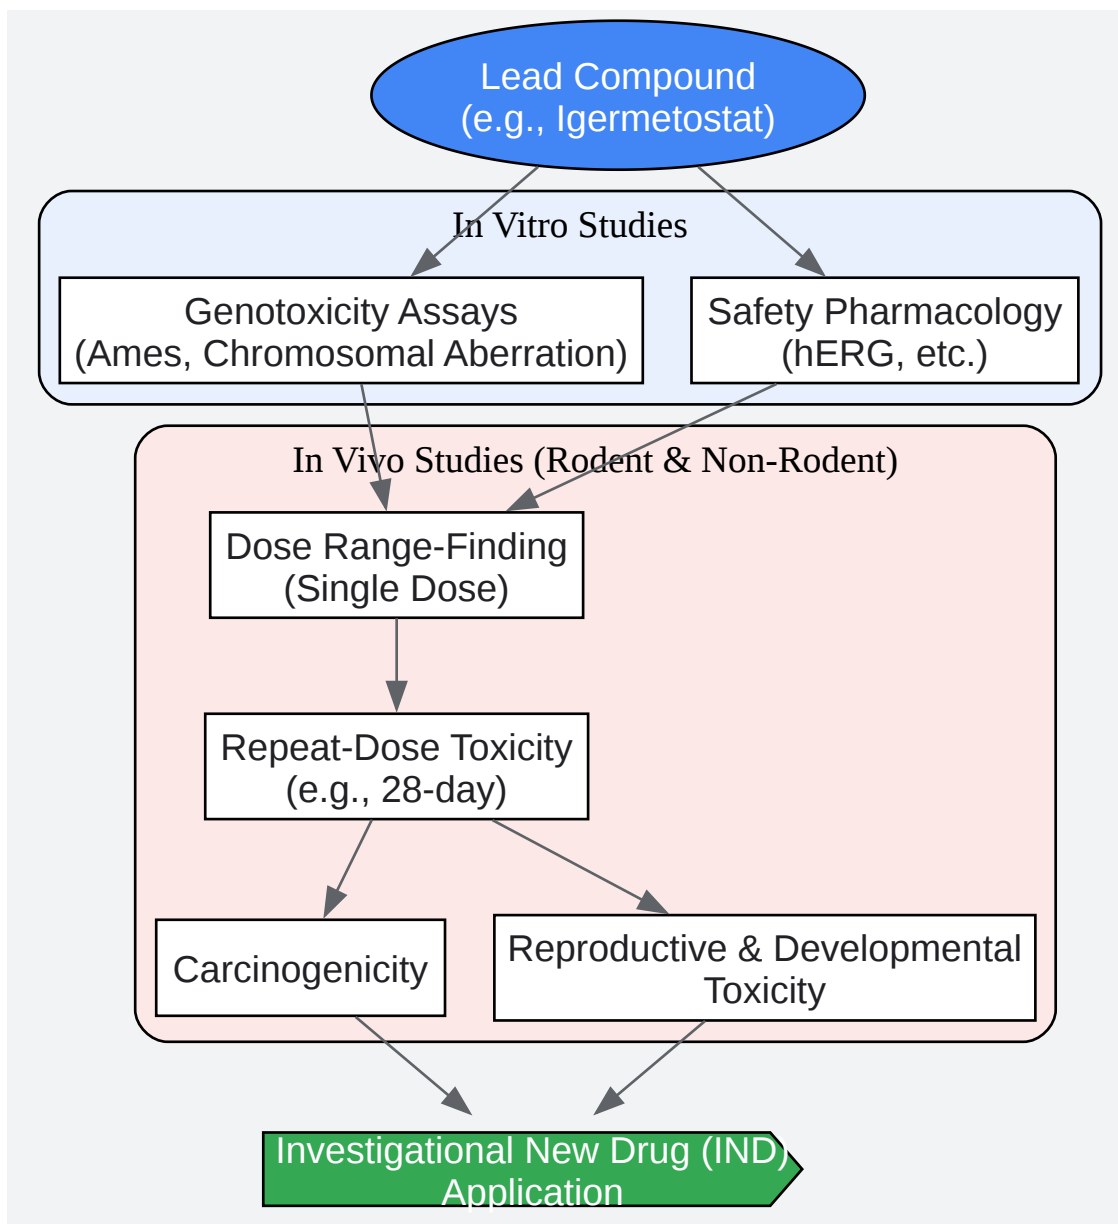 Lead Compound
(e.g., Igermetostat)
In Vitro Studies
Genotoxicity Assays
(Ames, Chromosomal Aberration)
Safety Pharmacology
(hERG, etc.)
In Vivo Studies (Rodent & Non-Rodent)
Dose Range-Finding
(Single Dose)
Repeat-Dose Toxicity
(e.g., 28-day)
Carcinogenicity
Reproductive & Developmental
Toxicity
Investigational New Drug (IND)
Application